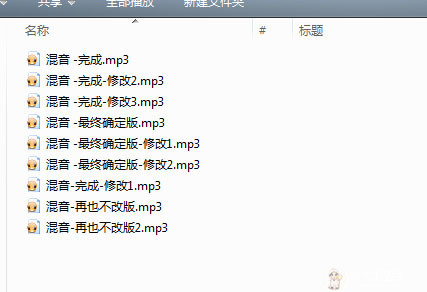 共享
全部播放
新建文件夹
名称
#
标题
混音 -完成.mp3
混音 -完成-修改2.mp3
混音 -完成-修改3.mp3
混音 -最终确定版.mp3
混音 -最终确定版-修改1.mp3
混音 -最终确定版-修改2.mp3
混音-完成-修改1.mp3
混音-再也不改版.mp3
混音-再也不改版2.mp3